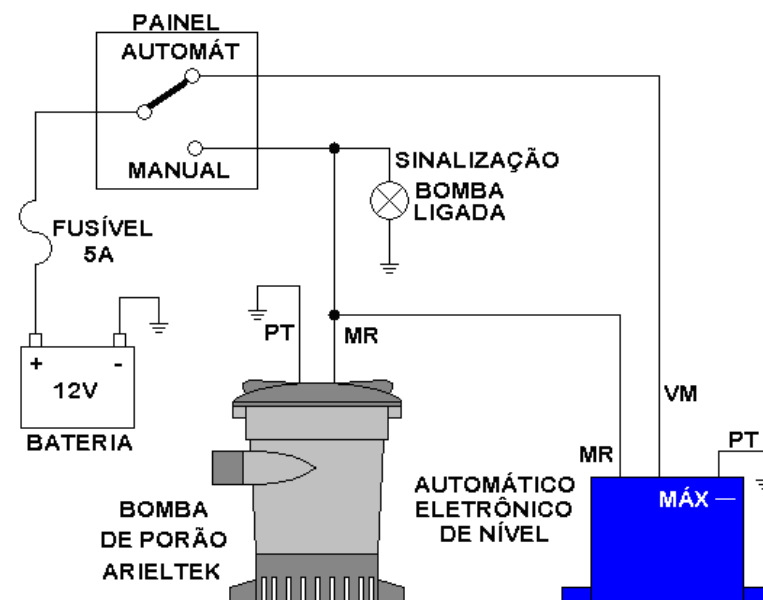 PAINEL
AUTOMÁT
MANUAL
SINALIZAÇÃO
BOMBA
LIGADA
FUSÍVEL
5A
PT
MR
+
-
12V
BATERIA
VM
MR
PT
AUTOMÁTICO
ELETRÔNICO
DE NÍVEL
MÁX
BOMBA
DE PORÃO
ARIELTEK